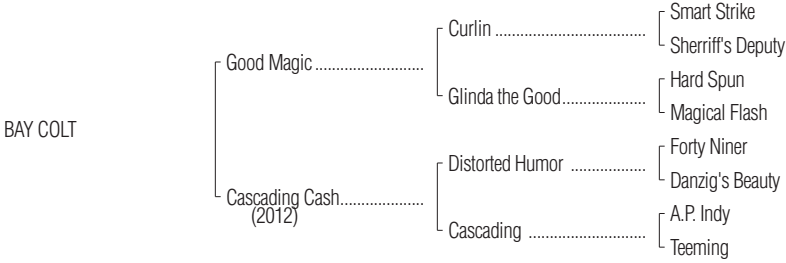 Smart Strike
Curlin ....................................
Sherriff's Deputy
Good Magic ..........................
Hard Spun
Glinda the Good....................
Magical Flash
BAY COLT
Forty Niner
Distorted Humor ..................
Danzig's Beauty
Cascading Cash....................
(2012)
A.P. Indy
Cascading ............................
Teeming